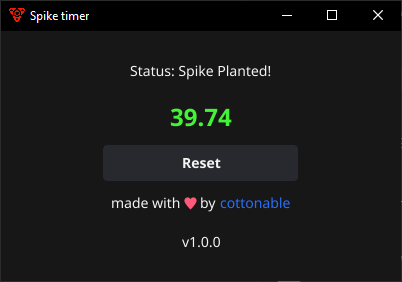 Spike timer
Status: Spike Planted!
39.74
Reset
made with ❤ by cottonable
v1.0.0